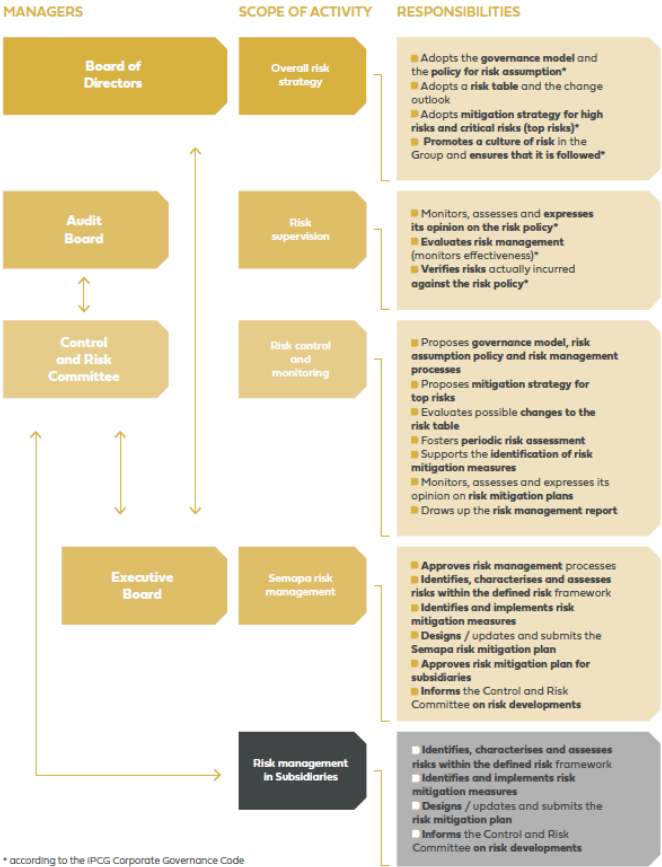 MANAGERS
SCOPE OF ACTIVITY
RESPONSIBILITIES
Board of
Directors
Overall risk
strategy
Adopts the governance model and
the policy for risk assumption*
Adopts a risk table and the change
outlook
Adopts mitigation strategy for high
risks and critical risks (top risks)*
Promotes a culture of risk in the
Group and ensures that it is followed*
Audit
Board
Risk
supervision
Monitors, assesses and expresses
its opinion on the risk policy*
Evaluates risk management
(monitors effectiveness)*
Verifies risks actually incurred
against the risk policy*
Control
and Risk
Committee
Risk control
and
monitoring
Proposes governance model, risk
assumption policy and risk management
processes
Proposes mitigation strategy for
top risks
Evaluates possible changes to the
risk table
Fosters periodic risk assessment
Supports the identification of risk
mitigation measures
Monitors, assesses and expresses its
opinion on risk mitigation plans
Draws up the risk management report
Executive
Board
Semapa risk
management
Approves risk management processes
Identifies, characterises and assesses
risks within the defined risk framework
Identifies and implements risk
mitigation measures
Designs / updates and submits the
Semapa risk mitigation plan
Approves risk mitigation plan for
subsidiaries
Informs the Control and Risk
Committee on risk developments
Risk management
in Subsidiaries
Identifies, characterises and assesses
risks within the defined risk framework
Identifies and implements risk
mitigation measures
Designs / updates and submits the
risk mitigation plan
Informs the Control and Risk
Committee on risk developments
* according to the IPCG Corporate Governance Code